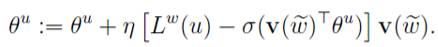 θ^u := θ^u + η [L^w(u) − σ(v(w̃)^⊤θ^u)] v(w̃).